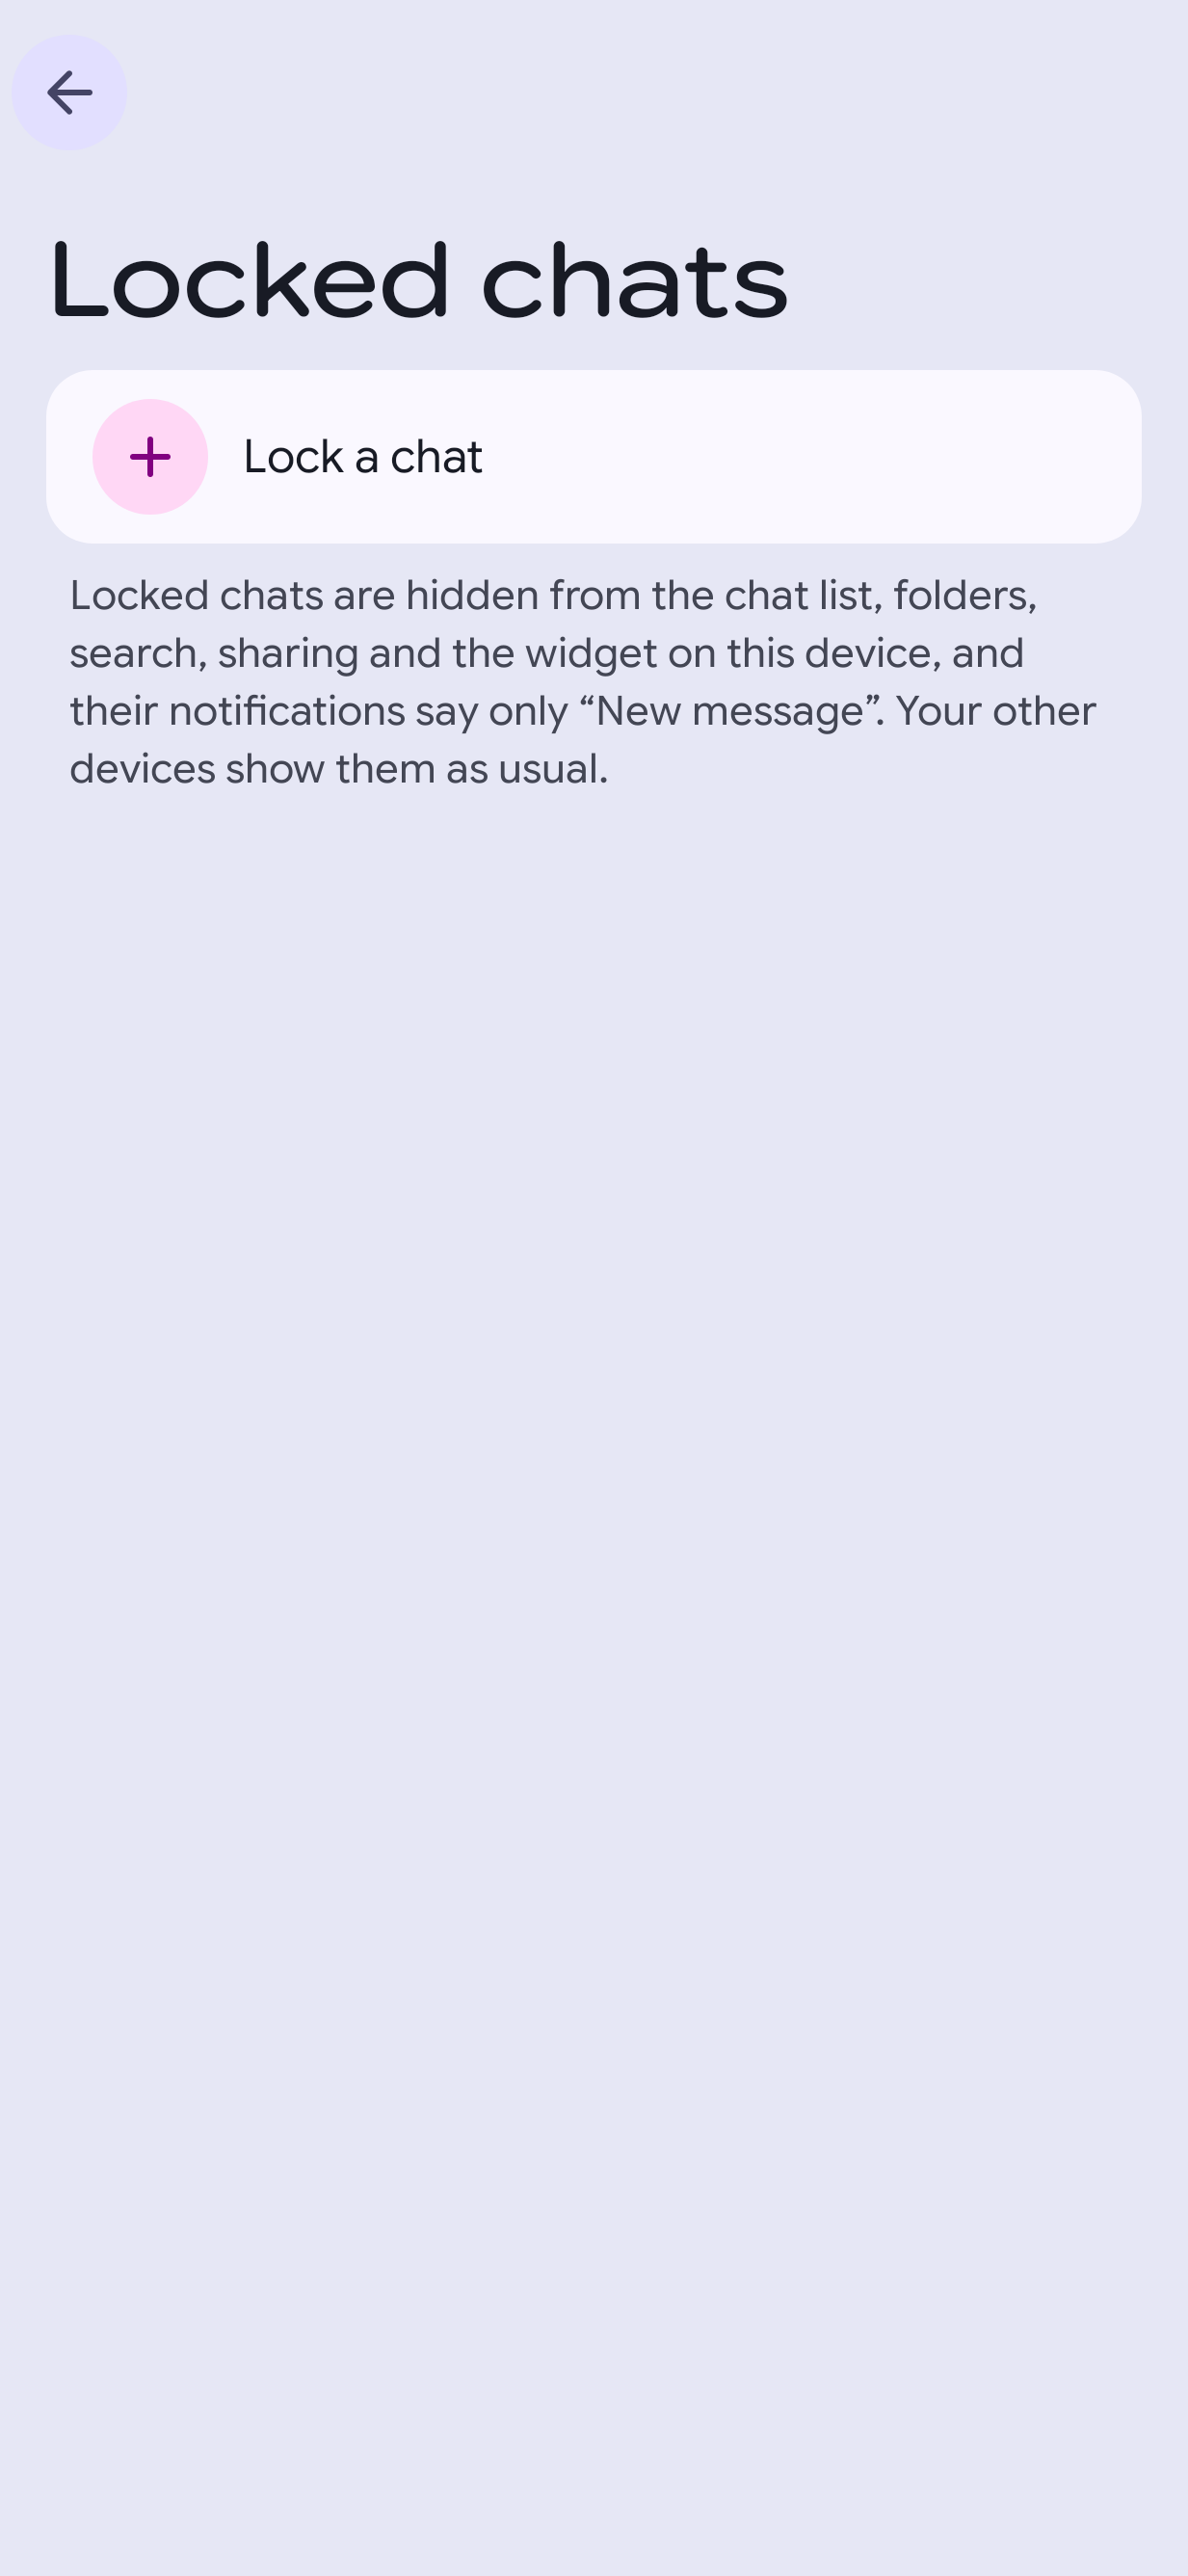 Locked chats
Lock a chat
Locked chats are hidden from the chat list, folders,
search, sharing and the widget on this device, and
their notifications say only “New message”. Your other
devices show them as usual.